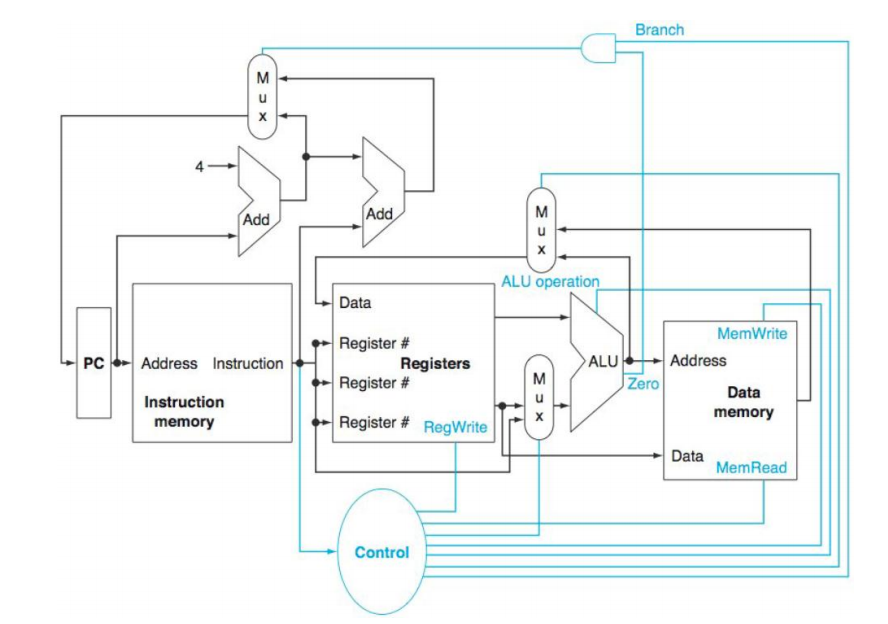 Branch
M
u
x
4
Add
Add
M
u
x
ALU operation
Data
Register #
Registers
Register #
Register #
RegWrite
PC
Address
Instruction
Instruction
memory
M
u
x
ALU
Zero
MemWrite
Address
Data
memory
Data
MemRead
Control